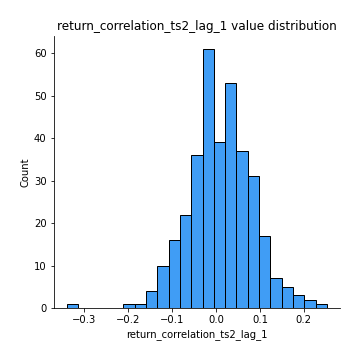 return_correlation_ts2_lag_1 value distribution
60
50
40
30
20
10
0
Count
−0.3 −0.2 −0.1 0.0 0.1 0.2
return_correlation_ts2_lag_1